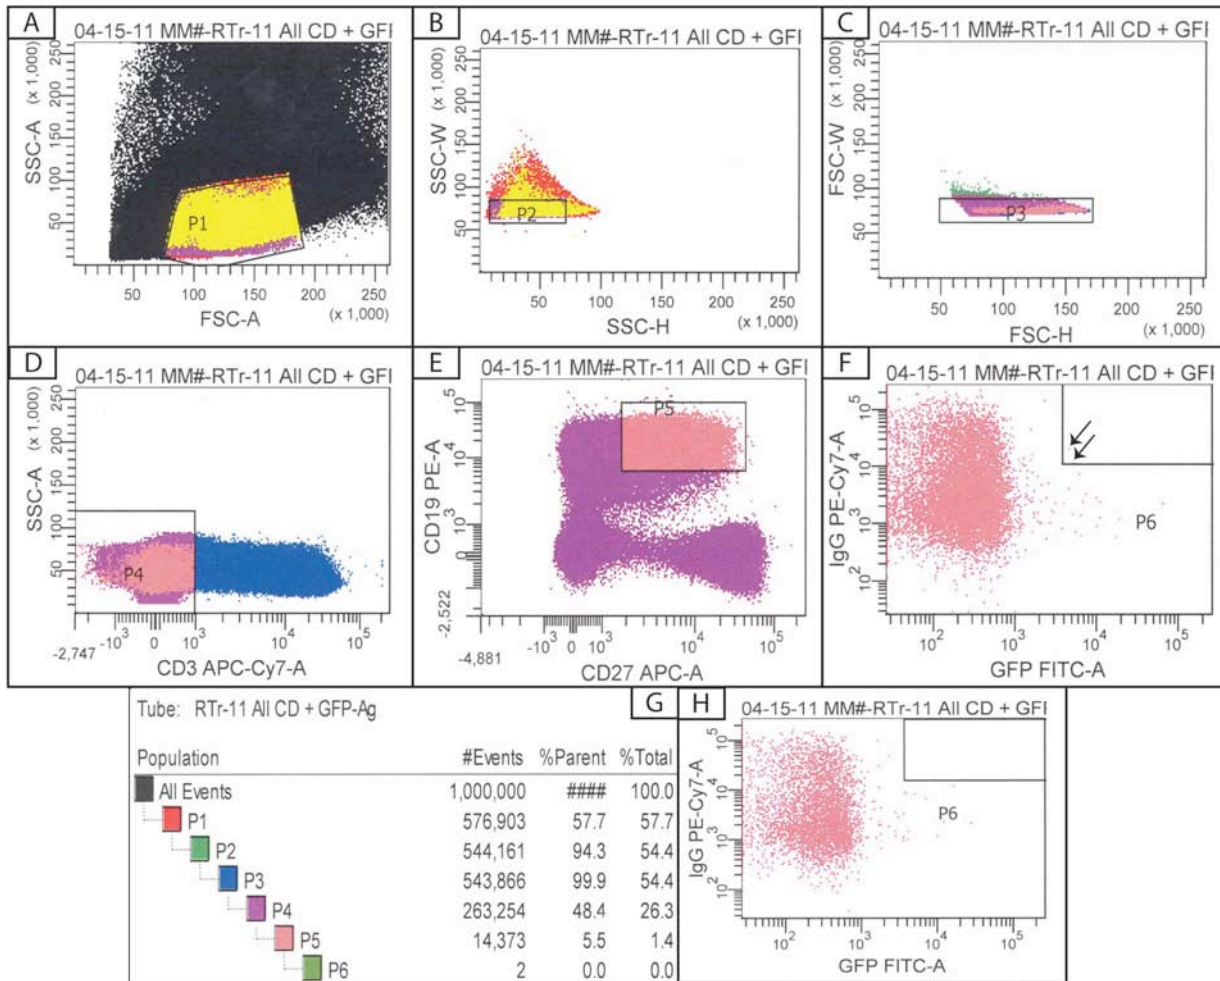 A
04-15-11 MM#-RTr-11 All CD + GFI
SSC-A (x 1,000)
250
200
150
100
50
P1
50 100 150 200 250
FSC-A (x 1,000)
B
04-15-11 MM#-RTr-11 All CD + GFI
SSC-W (x 1,000)
250
200
150
100
50
P2
50 100 150 200 250
SSC-H (x 1,000)
C
04-15-11 MM#-RTr-11 All CD + GFI
FSC-W (x 1,000)
250
200
150
100
50
P3
50 100 150 200 250
FSC-H (x 1,000)
D
04-15-11 MM#-RTr-11 All CD + GFI
SSC-A (x 1,000)
250
200
150
100
50
P4
-2,747 -10³ 0 10³ 10⁴ 10⁵
CD3 APC-Cy7-A
E
04-15-11 MM#-RTr-11 All CD + GFI
CD19 PE-A
10⁵
10⁴
10³
0
-2,522
P5
-4,881 -10³ 0 10³ 10⁴ 10⁵
CD27 APC-A
F
04-15-11 MM#-RTr-11 All CD + GFI
IgG PE-Cy7-A
10⁵
10⁴
10³
10²
P6
10² 10³ 10⁴ 10⁵
GFP FITC-A
G
Tube: RTr-11 All CD + GFP-Ag
Population #Events %Parent %Total
All Events 1,000,000 #### 100.0
P1 576,903 57.7 57.7
P2 544,161 94.3 54.4
P3 543,866 99.9 54.4
P4 263,254 48.4 26.3
P5 14,373 5.5 1.4
P6 2 0.0 0.0
H
04-15-11 MM#-RTr-11 All CD + GFI
IgG PE-Cy7-A
10⁵
10⁴
10³
10²
P6
10² 10³ 10⁴ 10⁵
GFP FITC-A